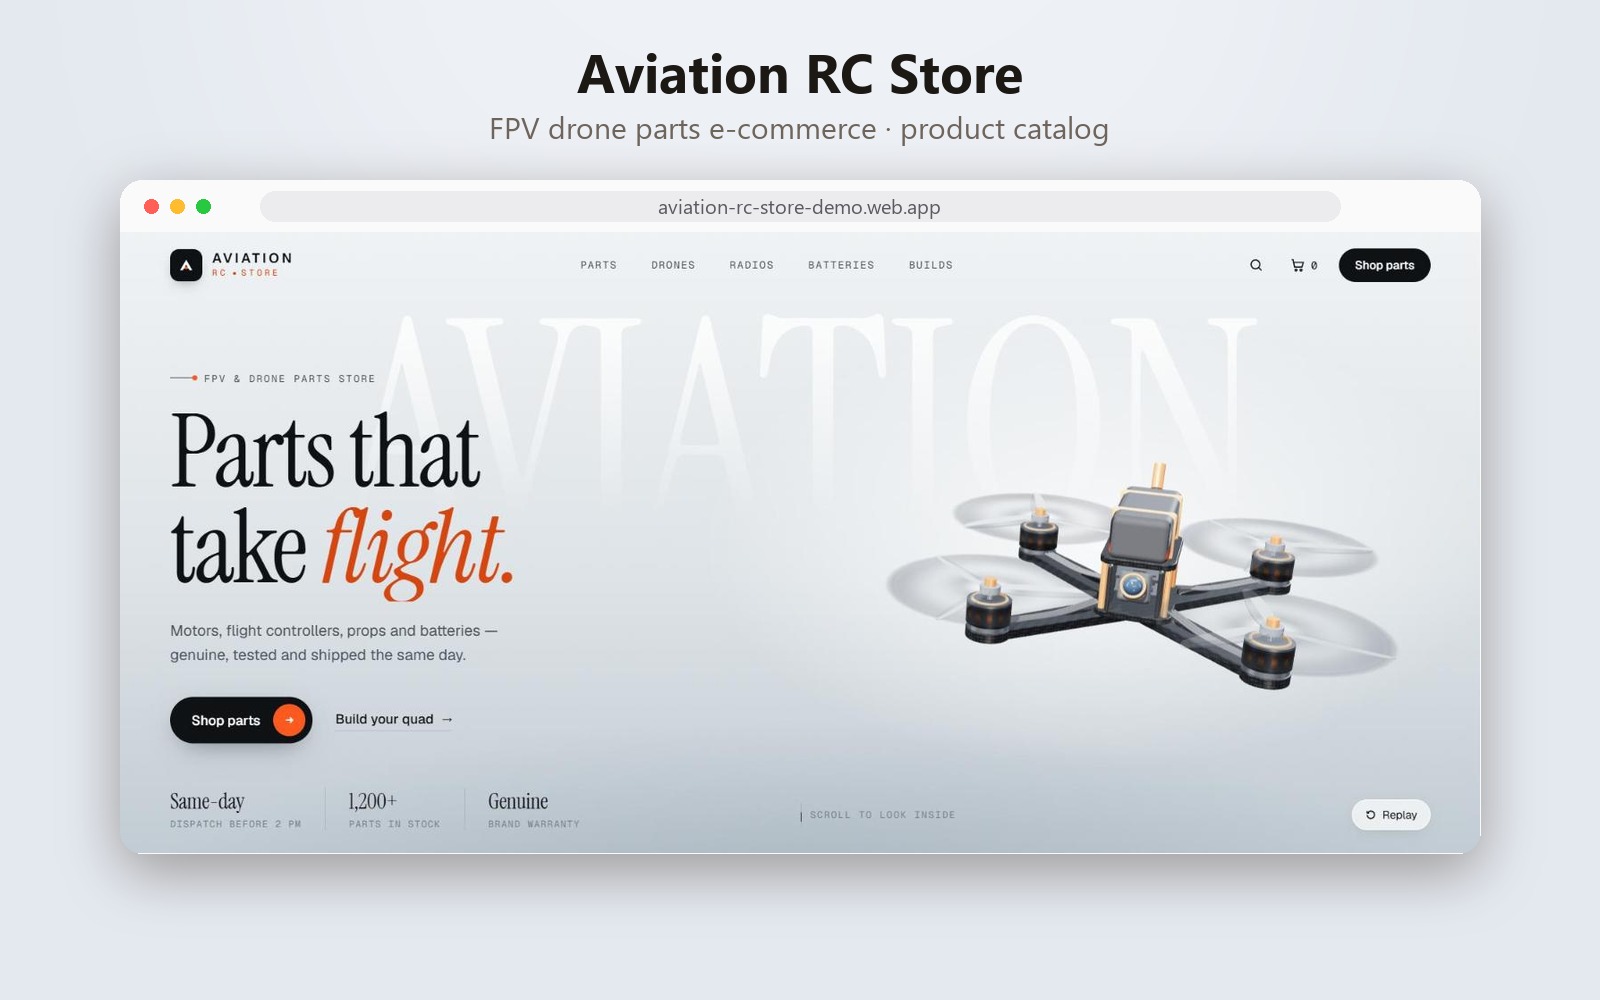 Aviation RC Store
FPV drone parts e-commerce · product catalog
aviation-rc-store-demo.web.app
AVIATION
RC • STORE
PARTS
DRONES
RADIOS
BATTERIES
BUILDS
0
Shop parts
AVIATION
FPV & DRONE PARTS STORE
Parts that
take flight.
Motors, flight controllers, props and batteries —
genuine, tested and shipped the same day.
Shop parts →
Build your quad →
Same-day
DISPATCH BEFORE 2 PM
1,200+
PARTS IN STOCK
Genuine
BRAND WARRANTY
SCROLL TO LOOK INSIDE
Replay